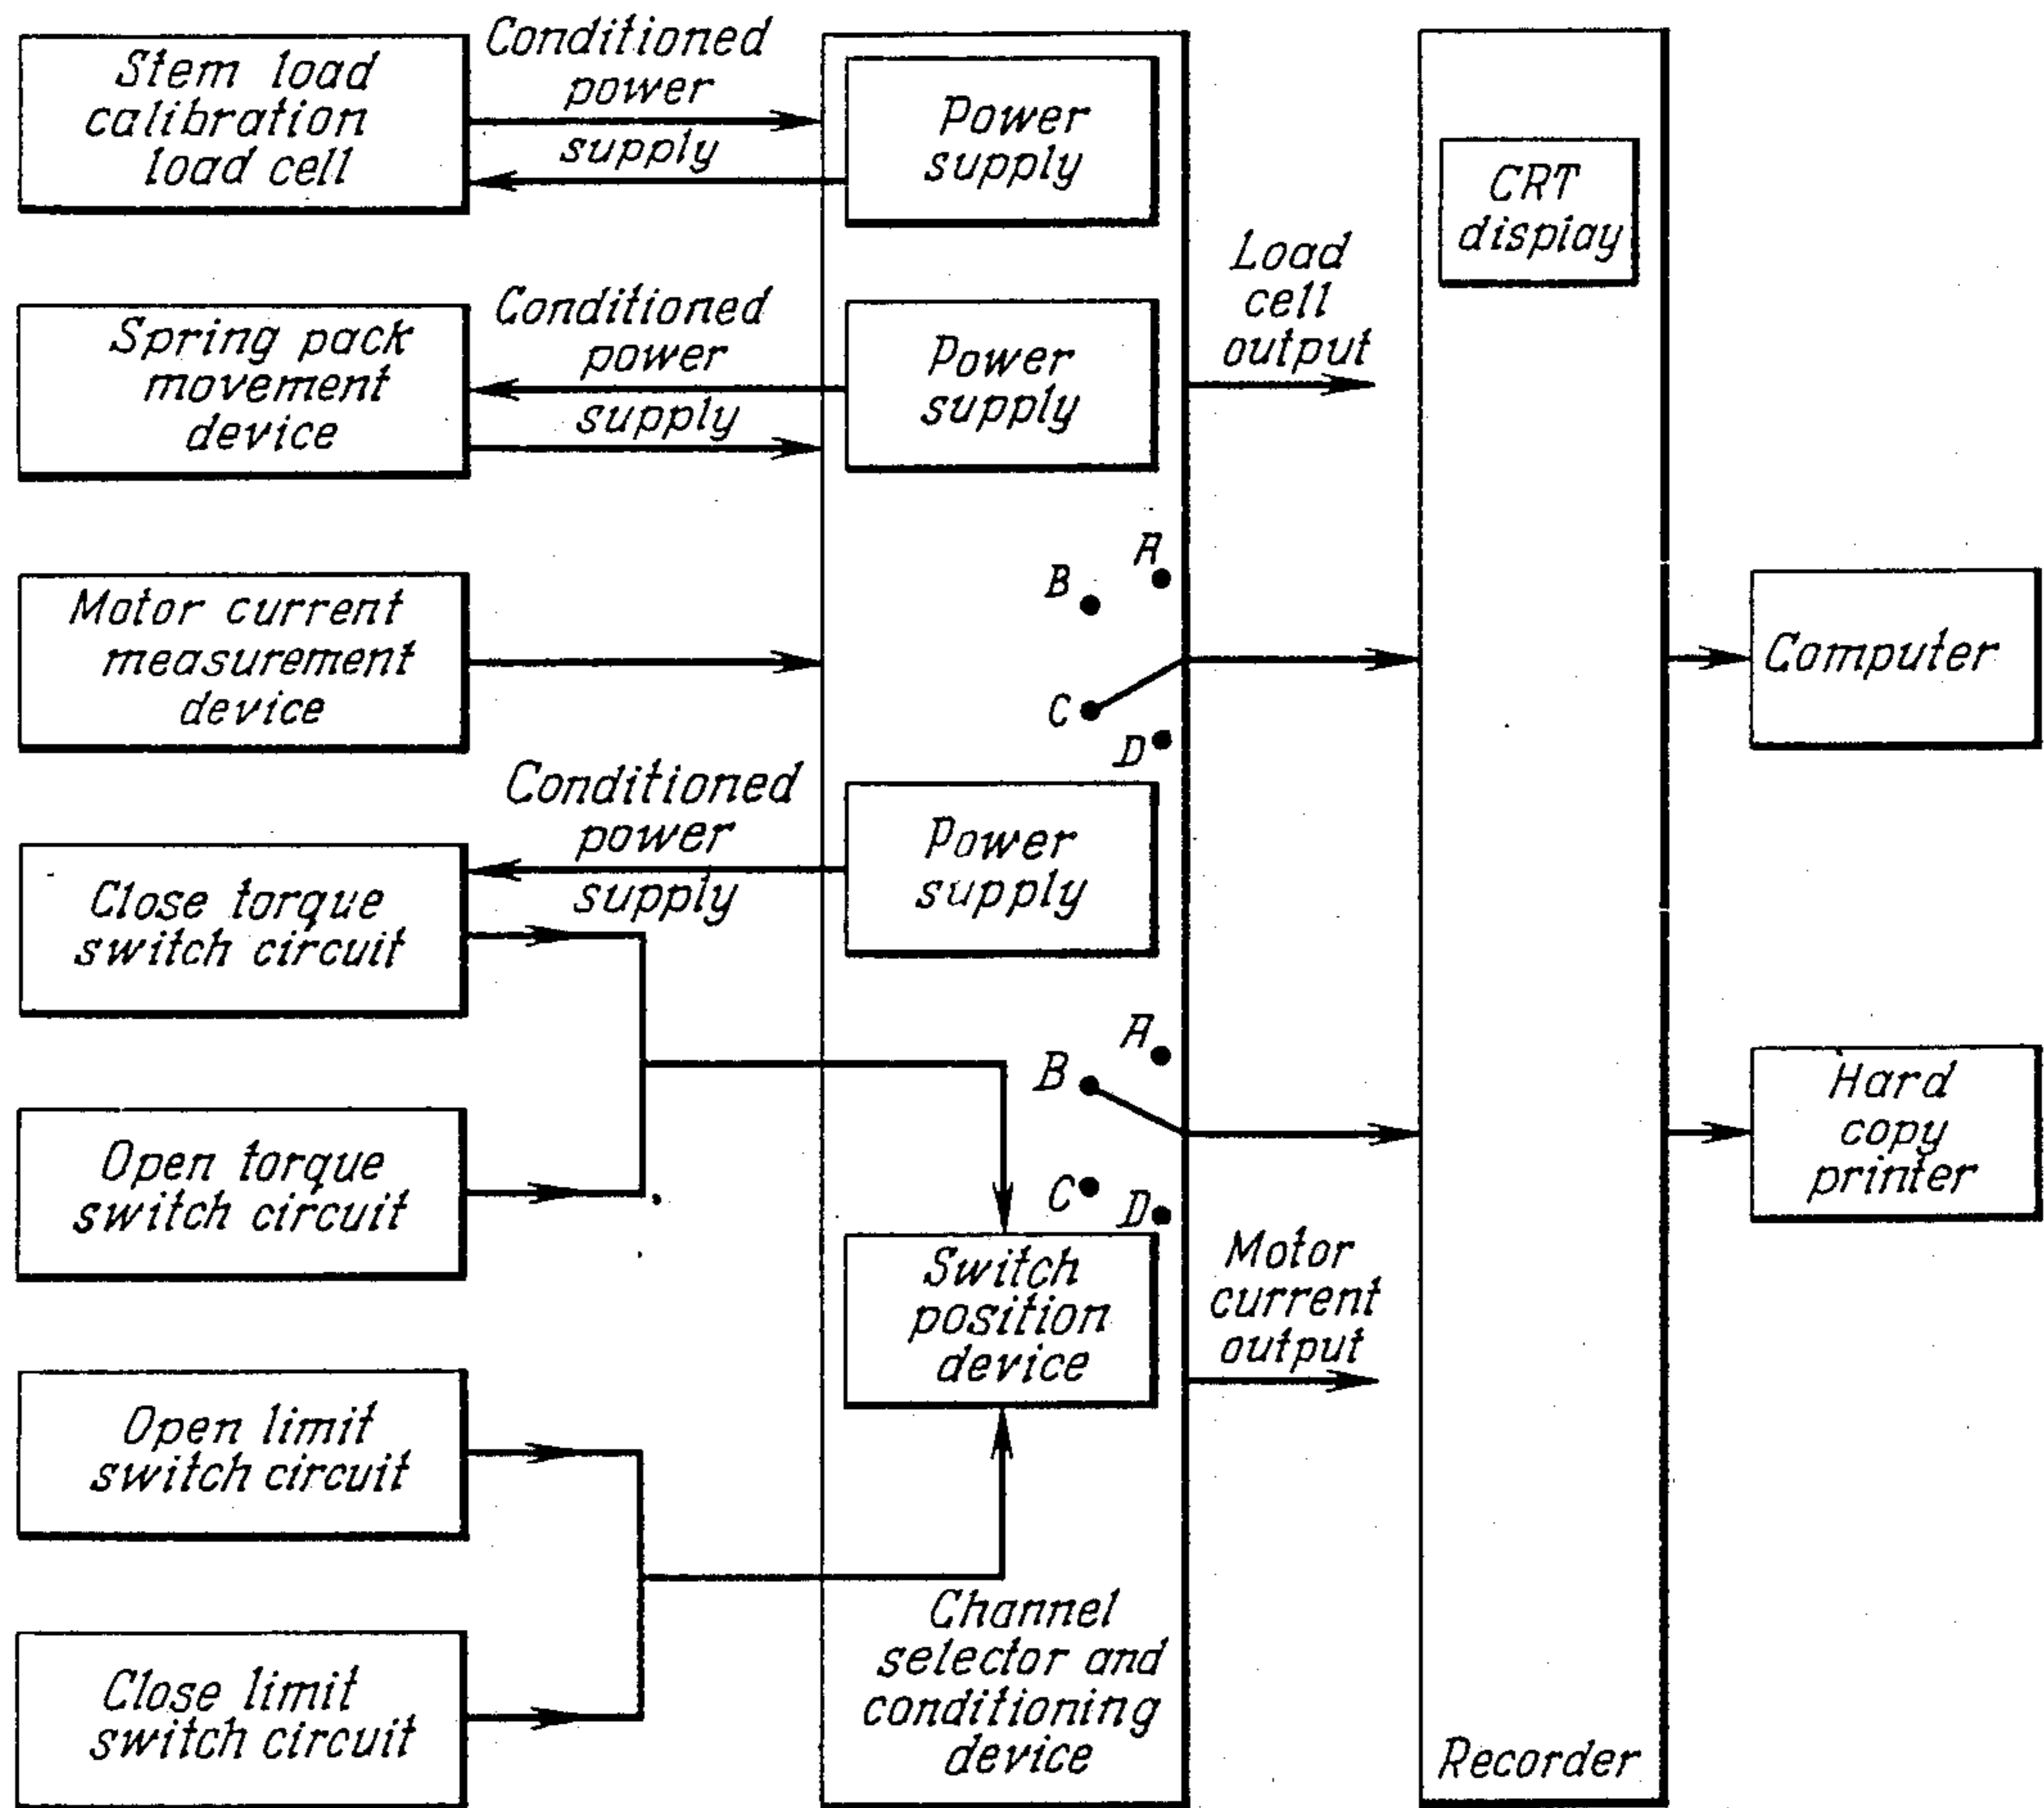 Stem load
calibration
load cell
Conditioned
power
supply
Power
supply
CRT
display
Spring pack
movement
device
Conditioned
power
supply
Power
supply
Load
cell
output
Motor current
measurement
device
A
B
C
D
Computer
Close torque
switch circuit
Conditioned
power
supply
Power
supply
A
B
C
D
Hard
copy
printer
Open torque
switch circuit
Switch
position
device
Motor
current
output
Open limit
switch circuit
Close limit
switch circuit
Channel
selector and
conditioning
device
Recorder